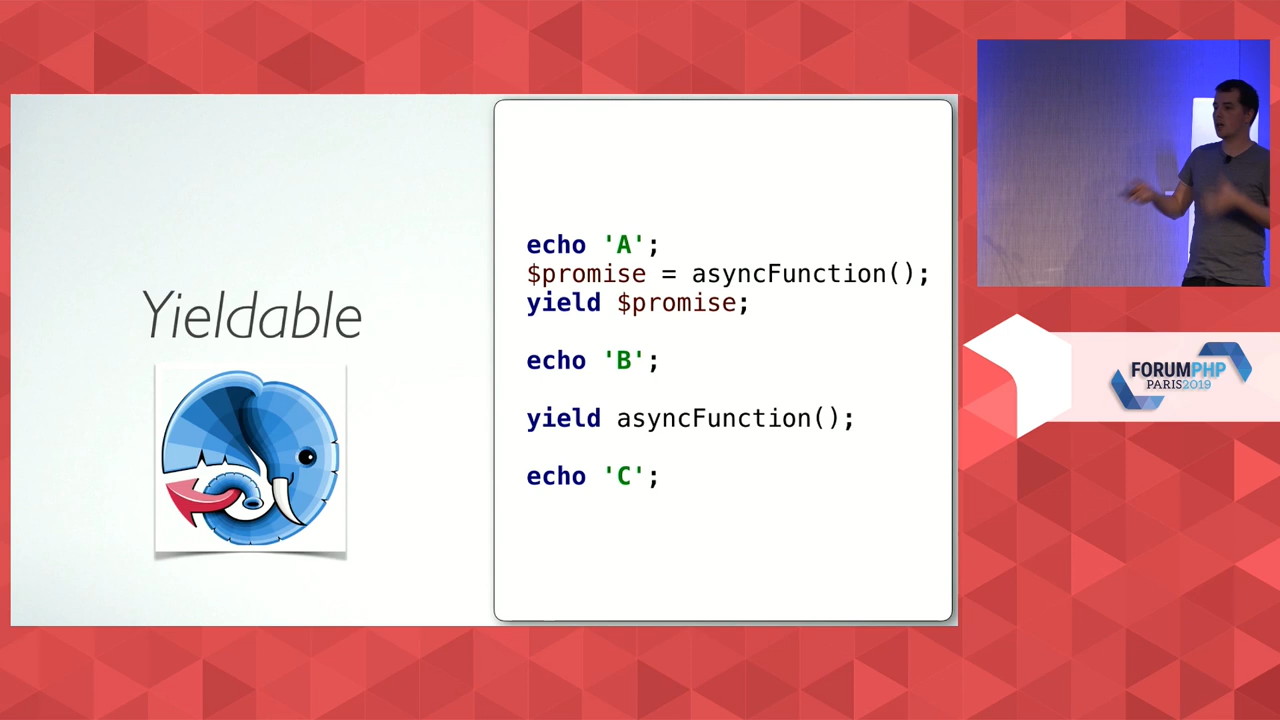 Yieldable
echo 'A';
$promise = asyncFunction();
yield $promise;
echo 'B';
yield asyncFunction();
echo 'C';
FORUMPHP
PARIS2019